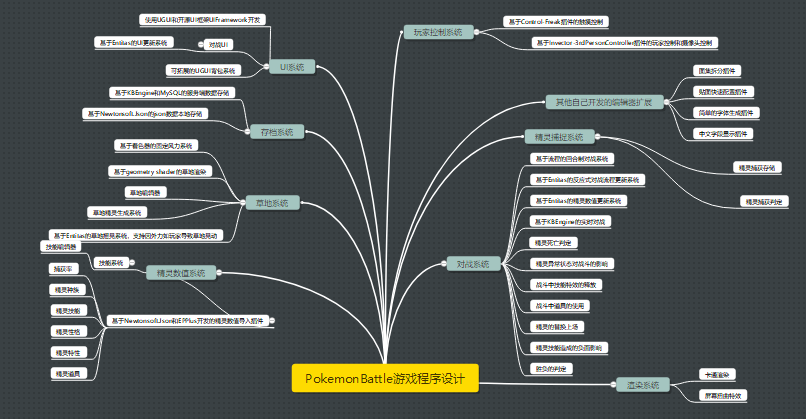 使用UGUI和开源UI框架UIFramework开发
基于Entitas的UI更新系统
对战UI
可拓展的UGUI背包系统
UI系统
基于KBEngine和MySQL的服务端数据存储
基于Newtonsoft.Json的json数据本地存储
存档系统
基于着色器的固定风力系统
基于geometry shader的草地渲染
草地编辑器
草地精灵生成系统
基于Entitas的草地摇晃系统，支持因外力如玩家导致草地晃动
草地系统
技能编辑器
技能系统
精灵数值系统
捕获率
精灵种族
精灵技能
精灵性格
精灵特性
精灵道具
基于NewtonsoftJson和EPPlus开发的精灵数值导入插件
PokemonBattle游戏程序设计
玩家控制系统
基于Control-Freak插件的触摸控制
基于Invector-3rdPersonController插件的玩家控制和摄像头控制
其他自己开发的编辑器扩展
面集拆分插件
贴图快速配置插件
简单的字体生成插件
中文字段显示插件
精灵捕捉系统
精灵捕获存储
精灵捕获判定
对战系统
基于流程的回合制对战系统
基于Entitas的反应式对战流程更新系统
基于Entitas的精灵数值更新系统
基于KBEngine的实时对战
精灵死亡判定
精灵异常状态对战斗的影响
战斗中技能特效的释放
战斗中道具的使用
精灵的替换上场
精灵技能造成的负面影响
胜负的判定
渲染系统
卡通渲染
屏幕扭曲特效